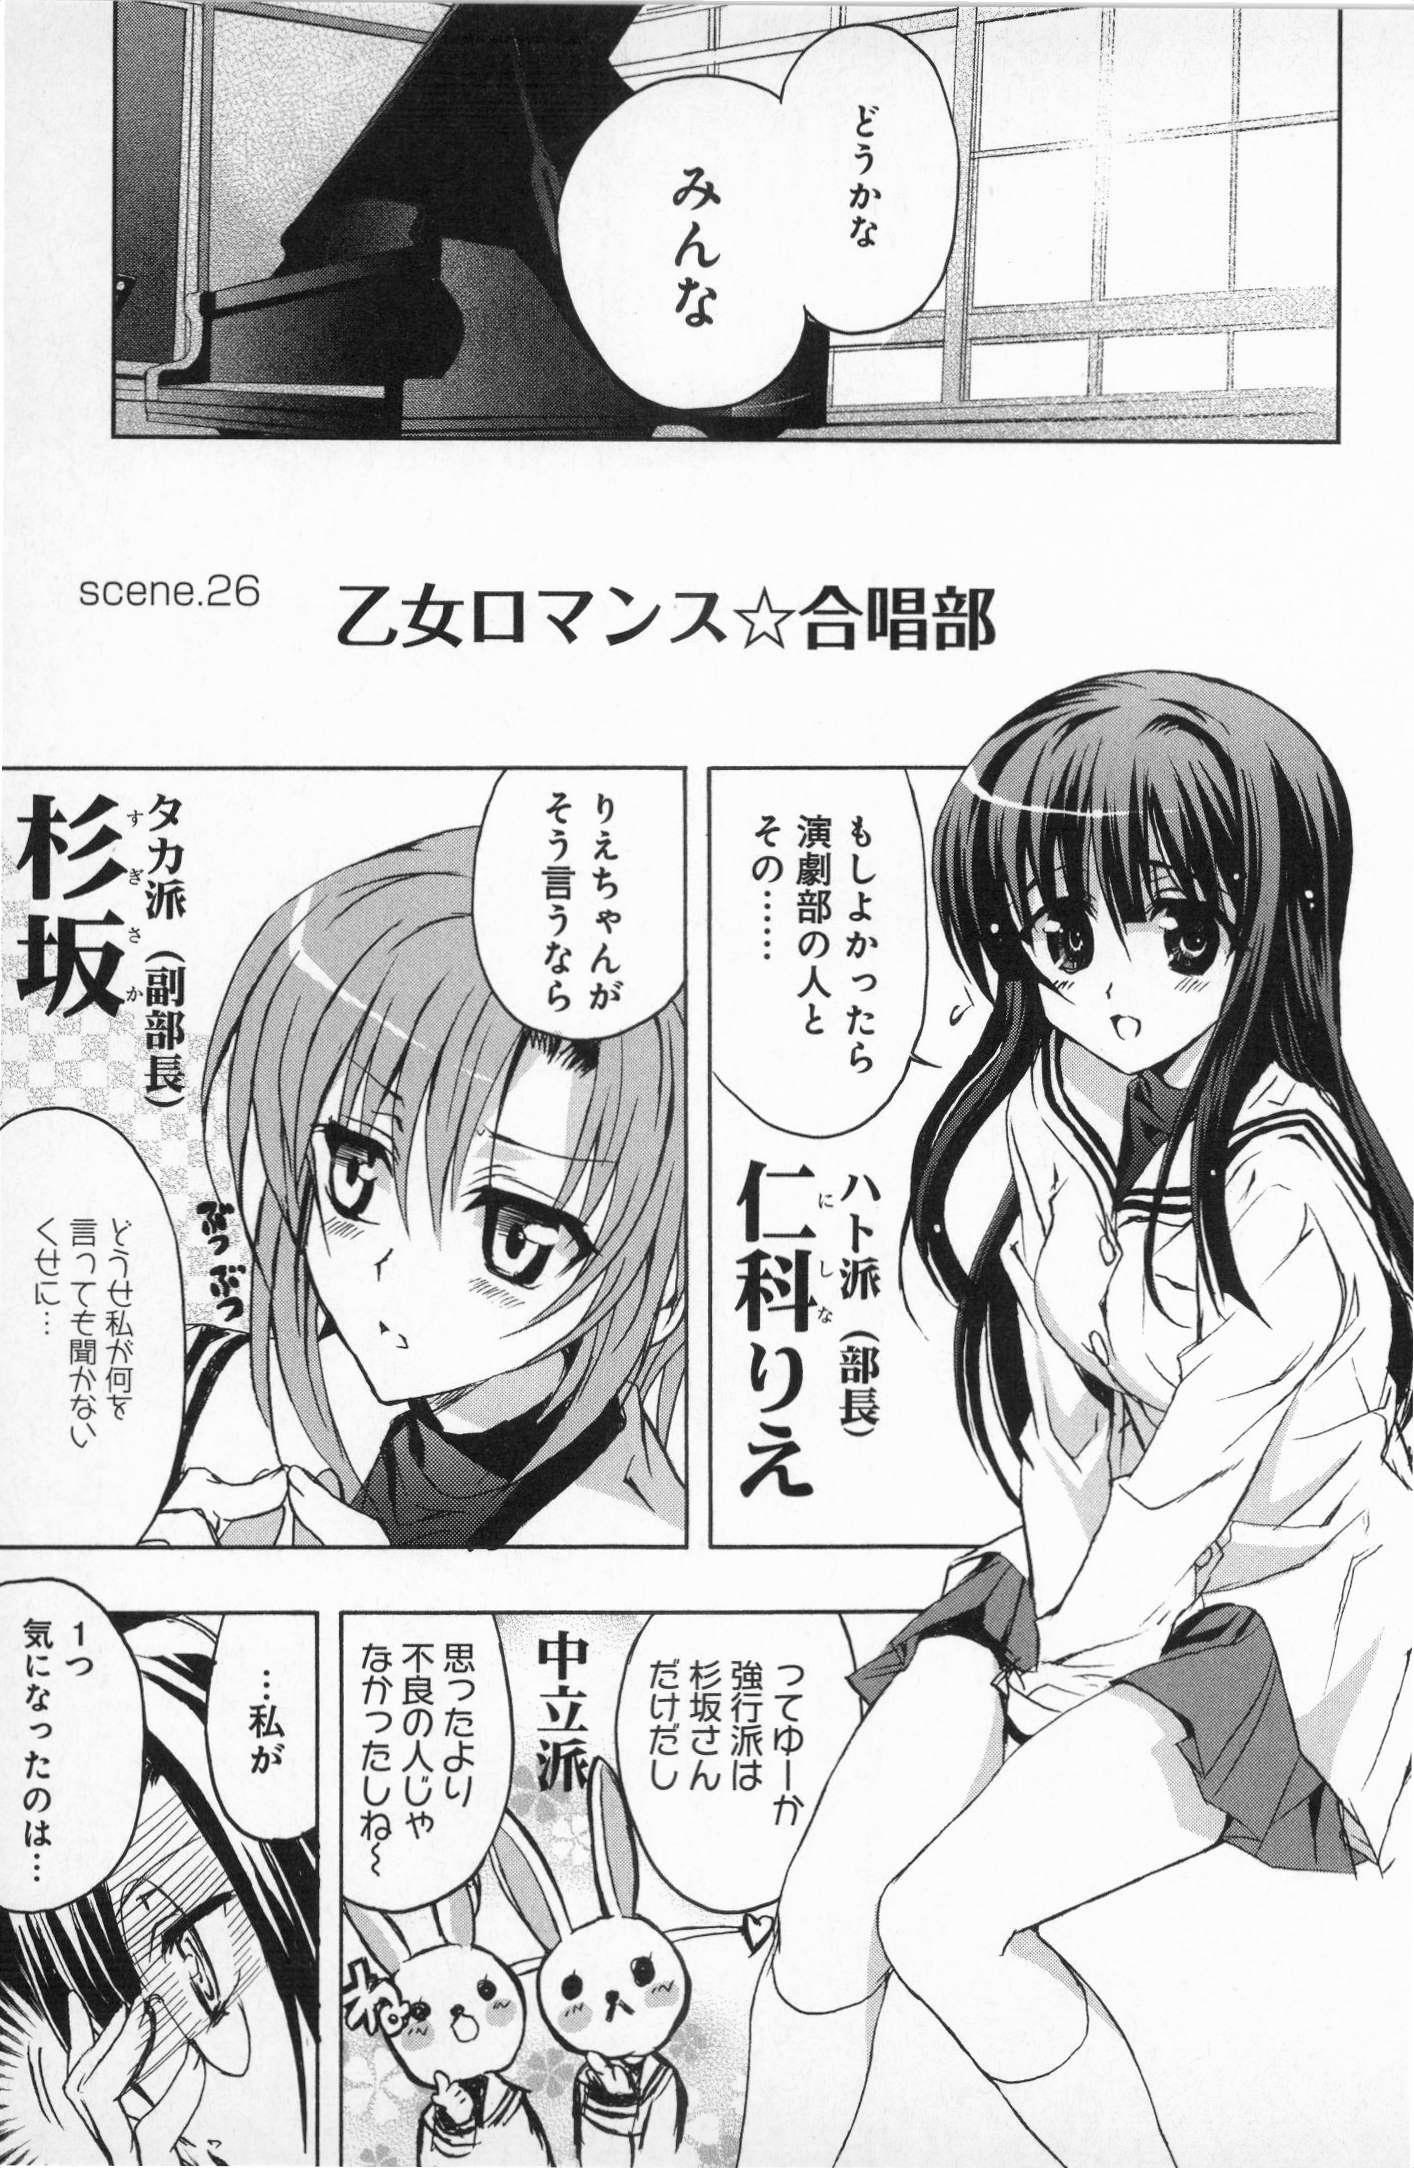 どうかな
みんな
scene.26
乙女ロマンス☆合唱部
もしよかったら
演劇部の人と
その……
ハト派（部長）
仁科りえ
にしな
りえちゃんが
そう言うなら
タカ派（副部長）
杉坂
すぎさか
ぶつぶつ
どうせ私が何を
言っても聞かない
くせに…
ってゆーか
強行派は
杉坂さん
だけだし
中立派
思ったより
不良の人じゃ
なかったしね～
ね。
…私が
1つ
気になったのは…